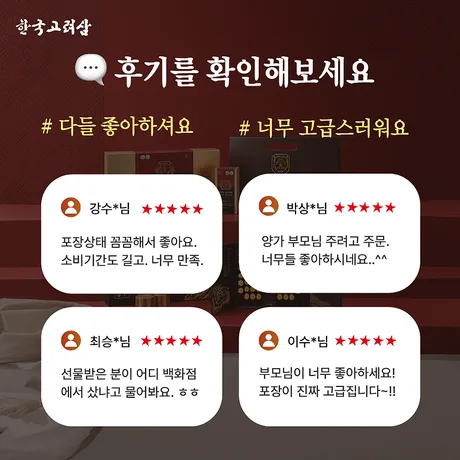 한국고려삼
후기를 확인해보세요
# 다들 좋아하셔요
# 너무 고급스러워요
강수*님 ★★★★★
포장상태 꼼꼼해서 좋아요.
소비기간도 길고. 너무 만족.
박상*님 ★★★★★
양가 부모님 주려고 주문.
너무들 좋아하시네요..^^
최승*님 ★★★★★
선물받은 분이 어디 백화점
에서 샀냐고 물어봐요. ㅎㅎ
이수*님 ★★★★★
부모님이 너무 좋아하세요!
포장이 진짜 고급집니다~!!